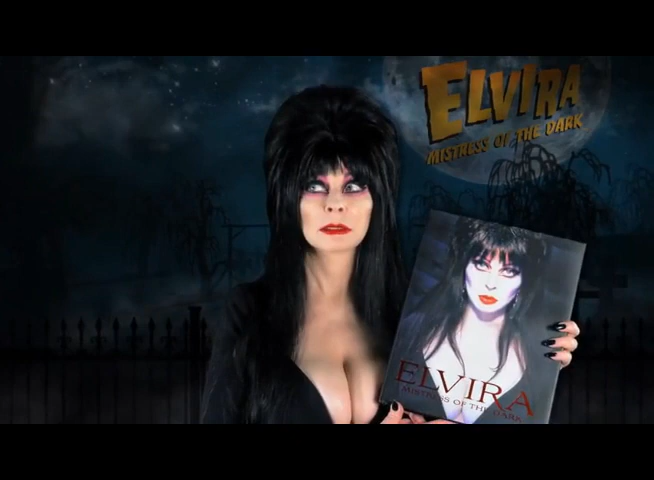 ELVIRA
MISTRESS OF THE DARK
ELVIRA
MISTRESS OF THE DARK